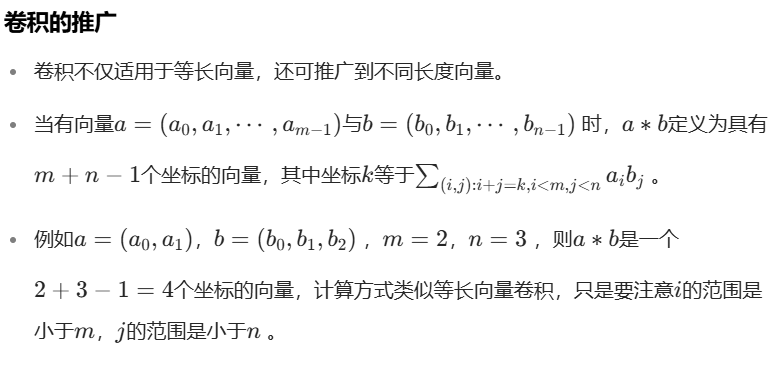 卷积的推广
• 卷积不仅适用于等长向量，还可推广到不同长度向量。
• 当有向量$a = (a_0, a_1, \cdots, a_{m-1})$与$b = (b_0, b_1, \cdots, b_{n-1})$ 时，$a * b$定义为具有
$m + n - 1$个坐标的向量，其中坐标$k$等于$\sum_{(i,j):i+j=k,i<m,j<n} a_i b_j$ 。
• 例如$a = (a_0, a_1)$，$b = (b_0, b_1, b_2)$ ，$m = 2$，$n = 3$ ，则$a * b$是一个
$2 + 3 - 1 = 4$个坐标的向量，计算方式类似等长向量卷积，只是要注意$i$的范围是
小于$m$，$j$的范围是小于$n$ 。